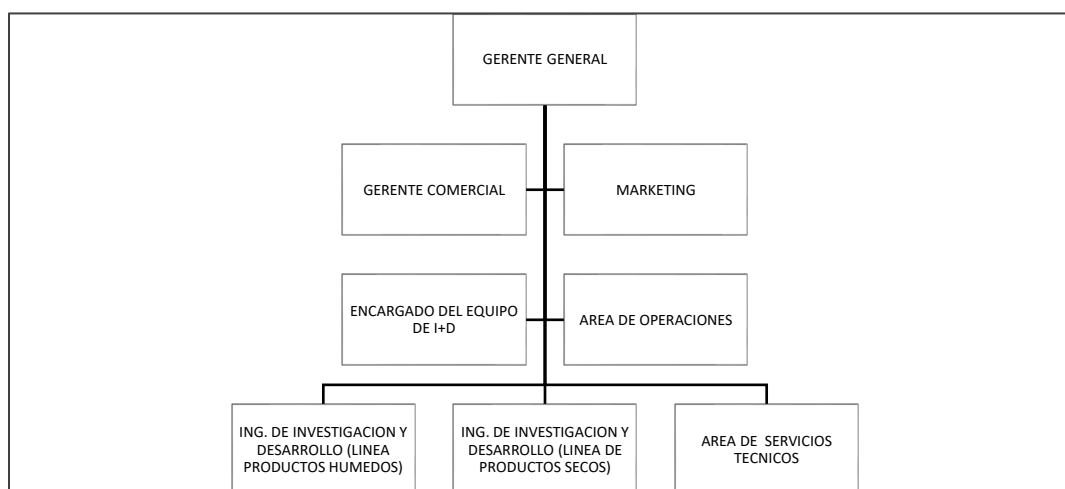 GERENTE GENERAL
GERENTE COMERCIAL
MARKETING
ENCARGADO DEL EQUIPO
DE I+D
AREA DE OPERACIONES
ING. DE INVESTIGACION Y
DESARROLLO (LINEA
PRODUCTOS HUMEDOS)
ING. DE INVESTIGACION Y
DESARROLLO (LINEA DE
PRODUCTOS SECOS)
AREA DE SERVICIOS
TECNICOS